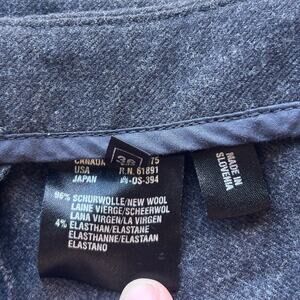 CANADA 36 75
USA R.N. 61891
JAPAN OS-394
96% SCHURWOLLE/NEW WOOL
LAINE VIERGE/SCHEERWOL
LANA VIRGEN/LA VIRGEN
4% ELASTHAN/ELASTANE
ELASTHANNE/ELASTAAN
ELASTANO
MADE IN
SLOVEHIA